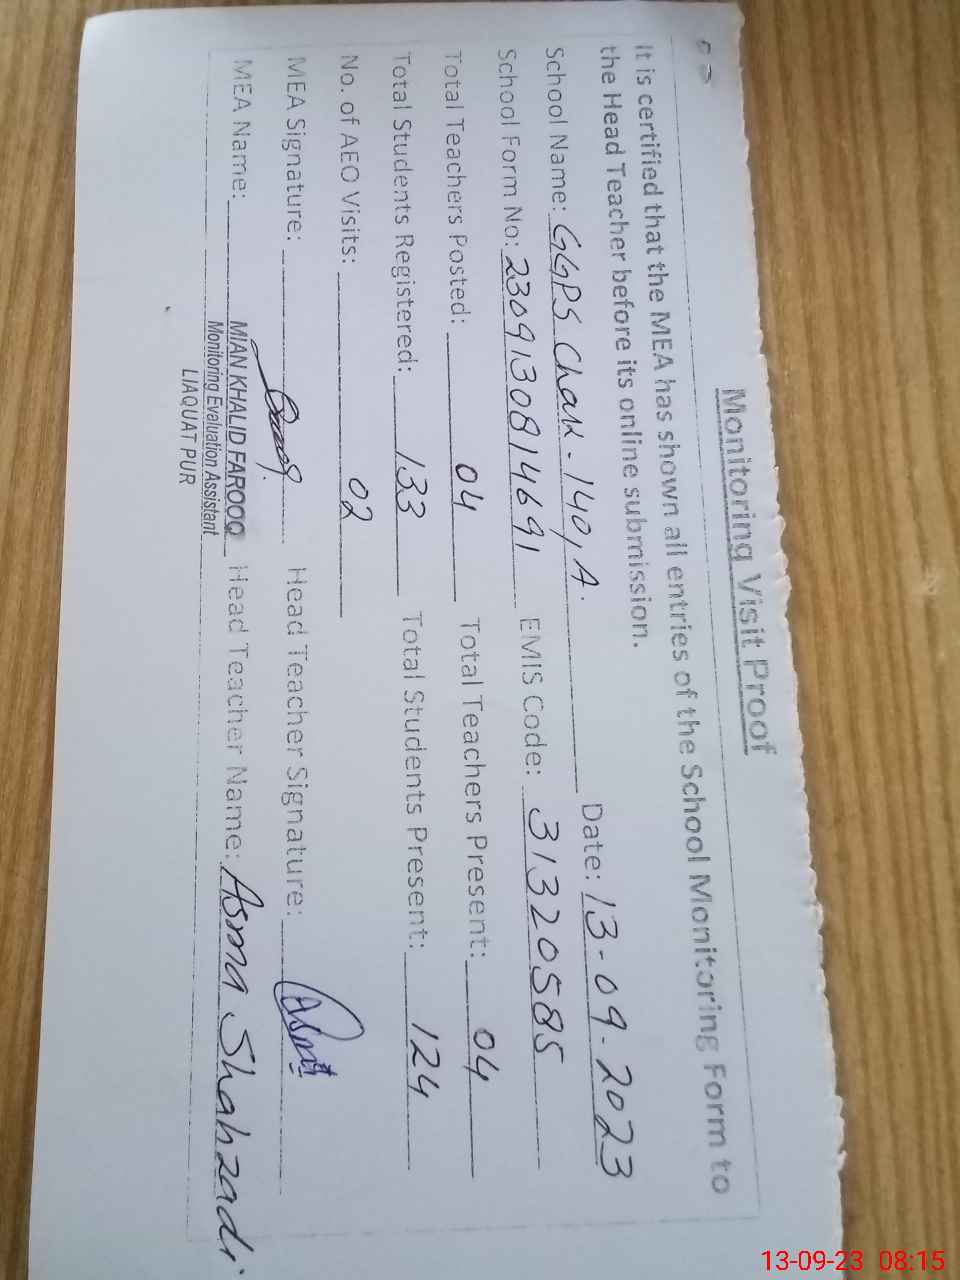 Monitoring Visit Proof
It is certified that the MEA has shown all entries of the School Monitoring Form to
the Head Teacher before its online submission.
School Name: GGPS Chak-140/A. Date: 13-09-2023
School Form No: 2309130814691 EMIS Code: 31320585
Total Teachers Posted: 04 Total Teachers Present: 04
Total Students Registered: 133 Total Students Present: 124
No. of AEO Visits: 02
MEA Signature: Head Teacher Signature: Asma
MEA Name: MIAN KHALID FAROOQ Head Teacher Name: Asma Shahzadi
Monitoring Evaluation Assistant
LIAQUAT PUR
13-09-23 08:15